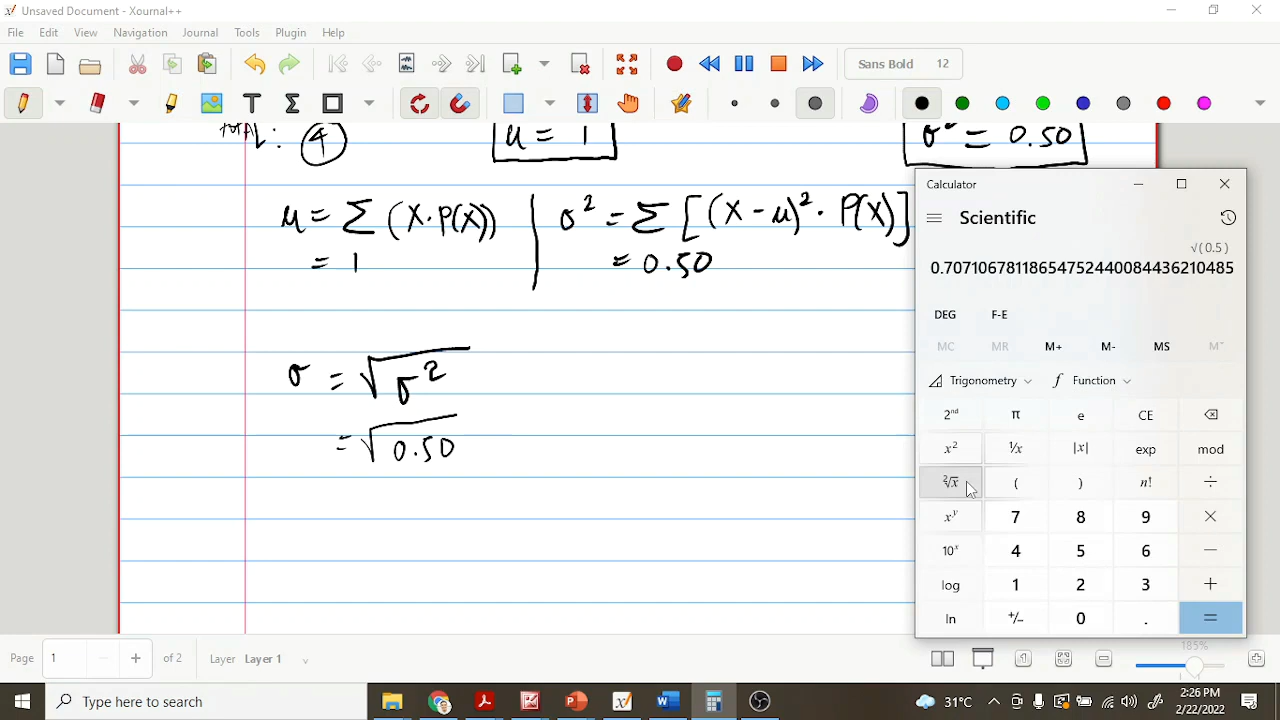 Unsaved Document - Xournal++
File Edit View Navigation Journal Tools Plugin Help
Sans Bold 12
: ④ μ = 1 σ² = 0.50
μ = Σ (X·P(X)) σ² = Σ [(X - μ)²· P(X)]
= 1 = 0.50
σ = √σ²
= √0.50
Calculator
Scientific
√(0.5)
0.70710678118654752440084436210485
DEG F-E
MC MR M+ M- MS M˅
Trigonometry f Function
2ⁿᵈ π e CE
x² ¹/x |x| exp mod
²√x ( ) n! ÷
xʸ 7 8 9 ×
10ˣ 4 5 6 −
log 1 2 3 +
ln +/− 0 . =
Page 1 of 2 Layer Layer 1 185%
Type here to search 31°C 2:26 PM
2/22/2022